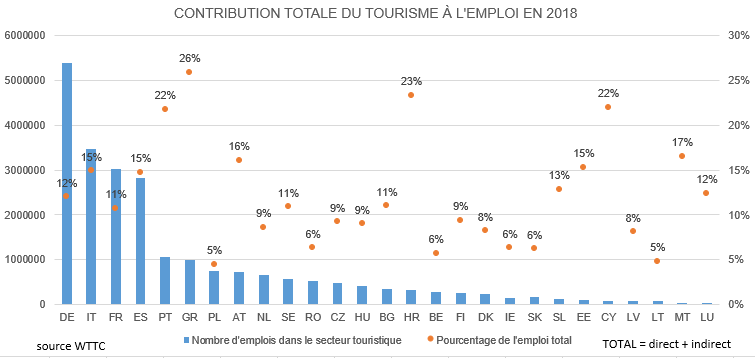 CONTRIBUTION TOTALE DU TOURISME À L'EMPLOI EN 2018
6000000 30%
5000000 25%
4000000 20%
3000000 15%
2000000 10%
1000000 5%
0 0%
12% 15% 11% 15% 22% 26% 5% 16% 9% 11% 6% 9% 9% 11% 23% 6% 9% 8% 6% 6% 13% 15% 22% 8% 5% 17% 12%
DE IT FR ES PT GR PL AT NL SE RO CZ HU BG HR BE FI DK IE SK SL EE CY LV LT MT LU
source WTTC Nombre d'emplois dans le secteur touristique Pourcentage de l'emploi total TOTAL = direct + indirect